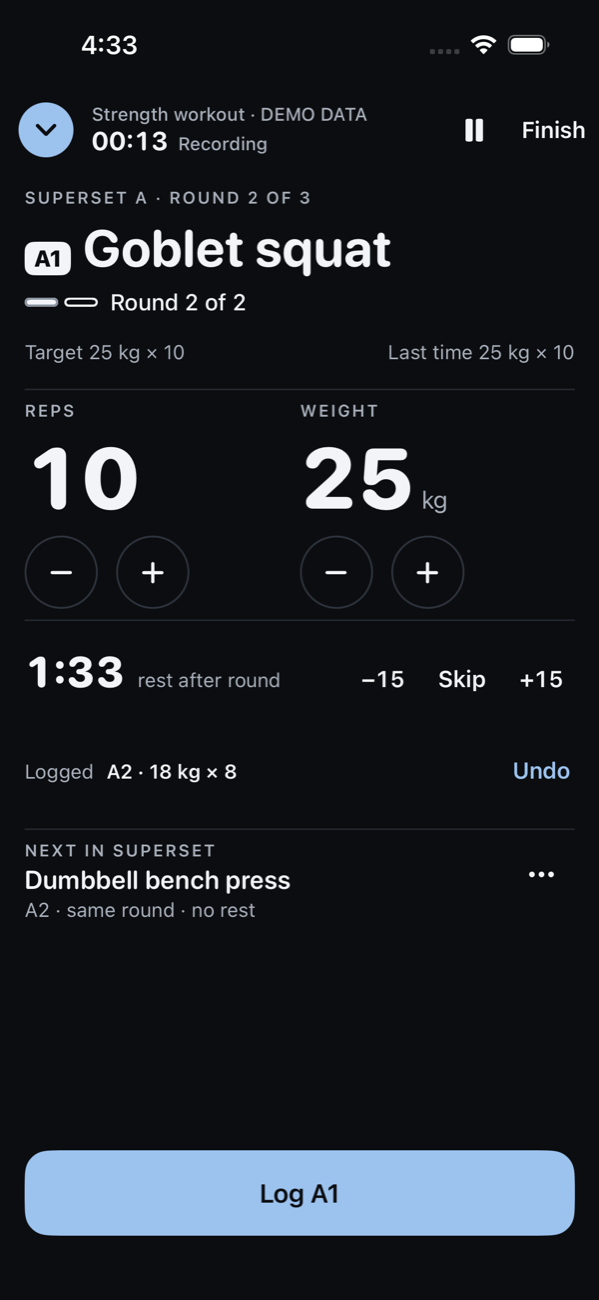 4:33
Strength workout · DEMO DATA
00:13 Recording
Finish
SUPERSET A · ROUND 2 OF 3
A1 Goblet squat
Round 2 of 2
Target 25 kg × 10 Last time 25 kg × 10
REPS WEIGHT
10 25 kg
− + − +
1:33 rest after round −15 Skip +15
Logged A2 · 18 kg × 8 Undo
NEXT IN SUPERSET
Dumbbell bench press
A2 · same round · no rest
Log A1